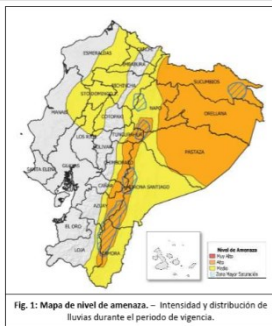 ESMERALDAS
CARCHI
IMBABURA
SUCUMBIOS
PICHINCHA
STO DOMINGO
NAPO
ORELLANA
MANABI
COTOPAXI
TUNGURAHUA
LOS RIOS
BOLIVAR
PASTAZA
SANTA ELENA
GUAYAS
CHIMBORAZO
CAÑAR
MORONA SANTIAGO
AZUAY
EL ORO
LOJA
ZAMORA
Nivel de Amenaza
Muy Alto
Alto
Medio
Zona Mayor Saturación
Fig. 1: Mapa de nivel de amenaza. – Intensidad y distribución de
lluvias durante el periodo de vigencia.